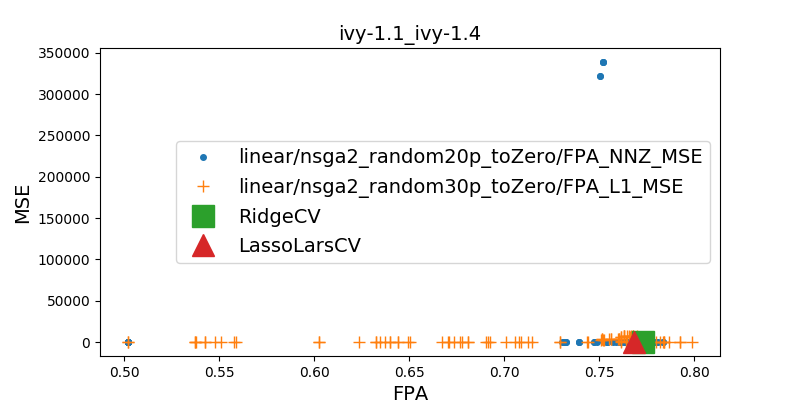 ivy-1.1_ivy-1.4
MSE
350000
300000
250000
200000
150000
100000
50000
0
linear/nsga2_random20p_toZero/FPA_NNZ_MSE
linear/nsga2_random30p_toZero/FPA_L1_MSE
RidgeCV
LassoLarsCV
0.50 0.55 0.60 0.65 0.70 0.75 0.80
FPA